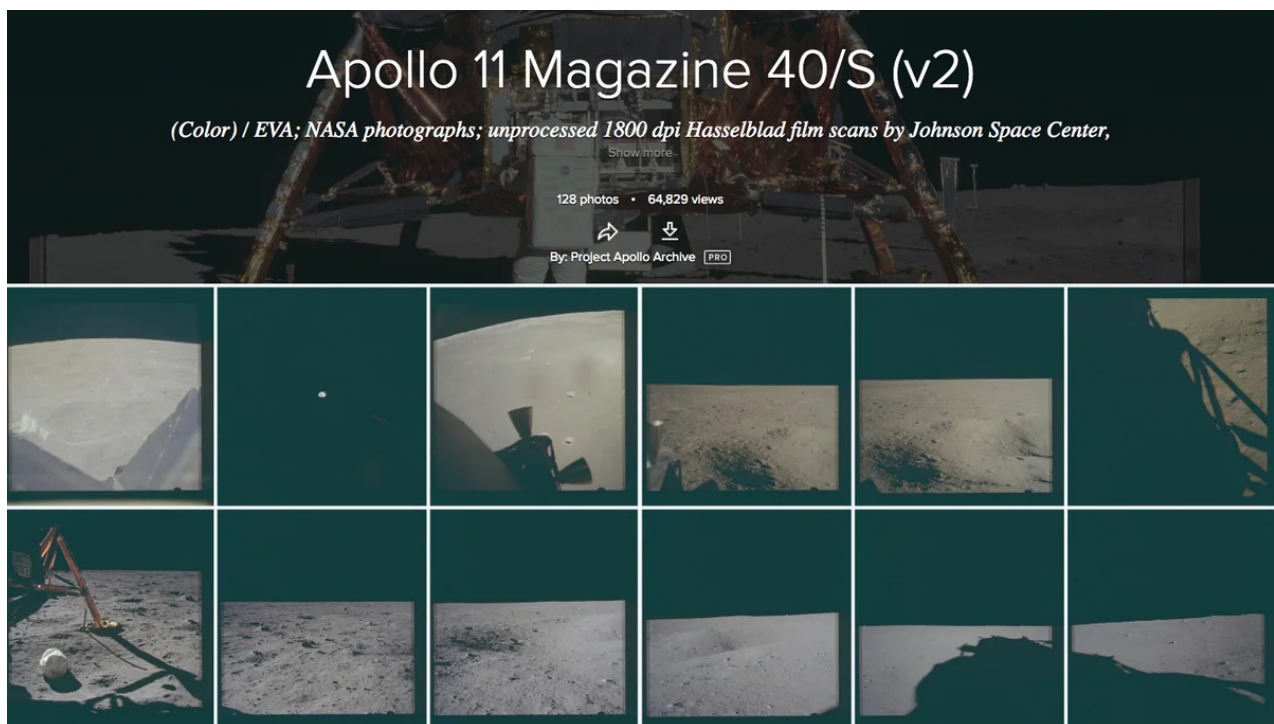 Apollo 11 Magazine 40/S (v2)
(Color) / EVA; NASA photographs; unprocessed 1800 dpi Hasselblad film scans by Johnson Space Center,
Show more
128 photos • 64,829 views
By: Project Apollo Archive PRO